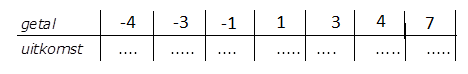 getal -4 -3 -1 1 3 4 7
uitkomst .... ..... .... ..... .... ..... .....